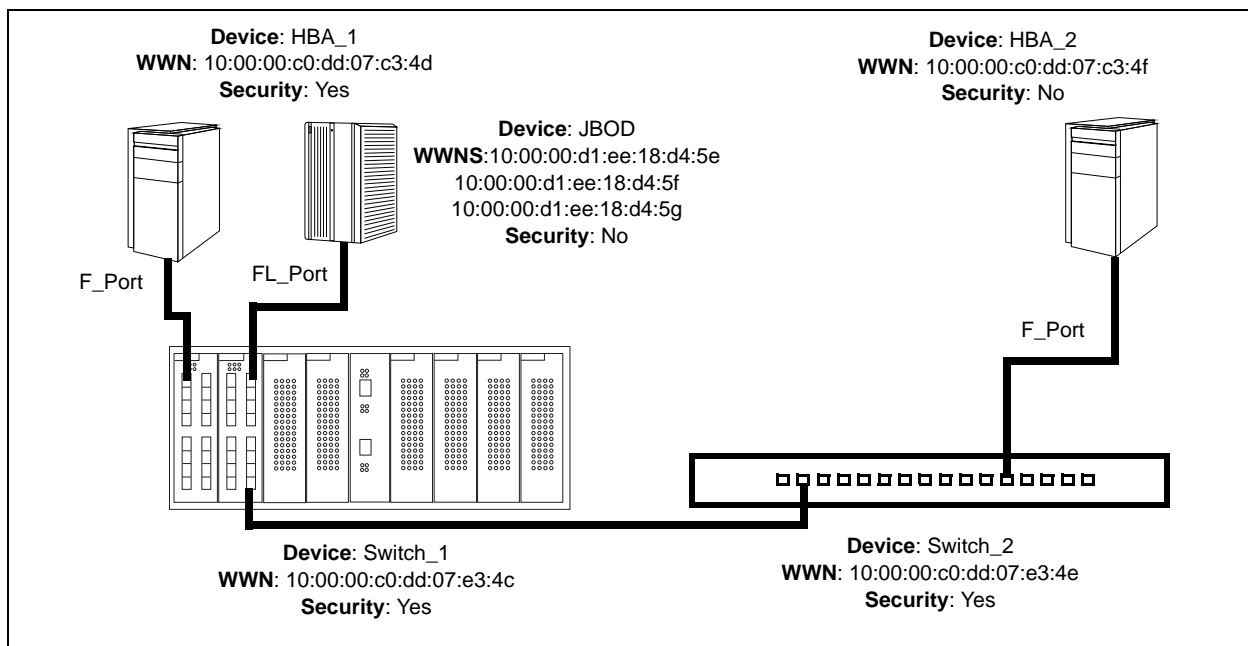 Device: HBA_1
WWN: 10:00:00:c0:dd:07:c3:4d
Security: Yes
Device: HBA_2
WWN: 10:00:00:c0:dd:07:c3:4f
Security: No
Device: JBOD
WWNS:10:00:00:d1:ee:18:d4:5e
10:00:00:d1:ee:18:d4:5f
10:00:00:d1:ee:18:d4:5g
Security: No
F_Port
FL_Port
F_Port
Device: Switch_1
WWN: 10:00:00:c0:dd:07:e3:4c
Security: Yes
Device: Switch_2
WWN: 10:00:00:c0:dd:07:e3:4e
Security: Yes